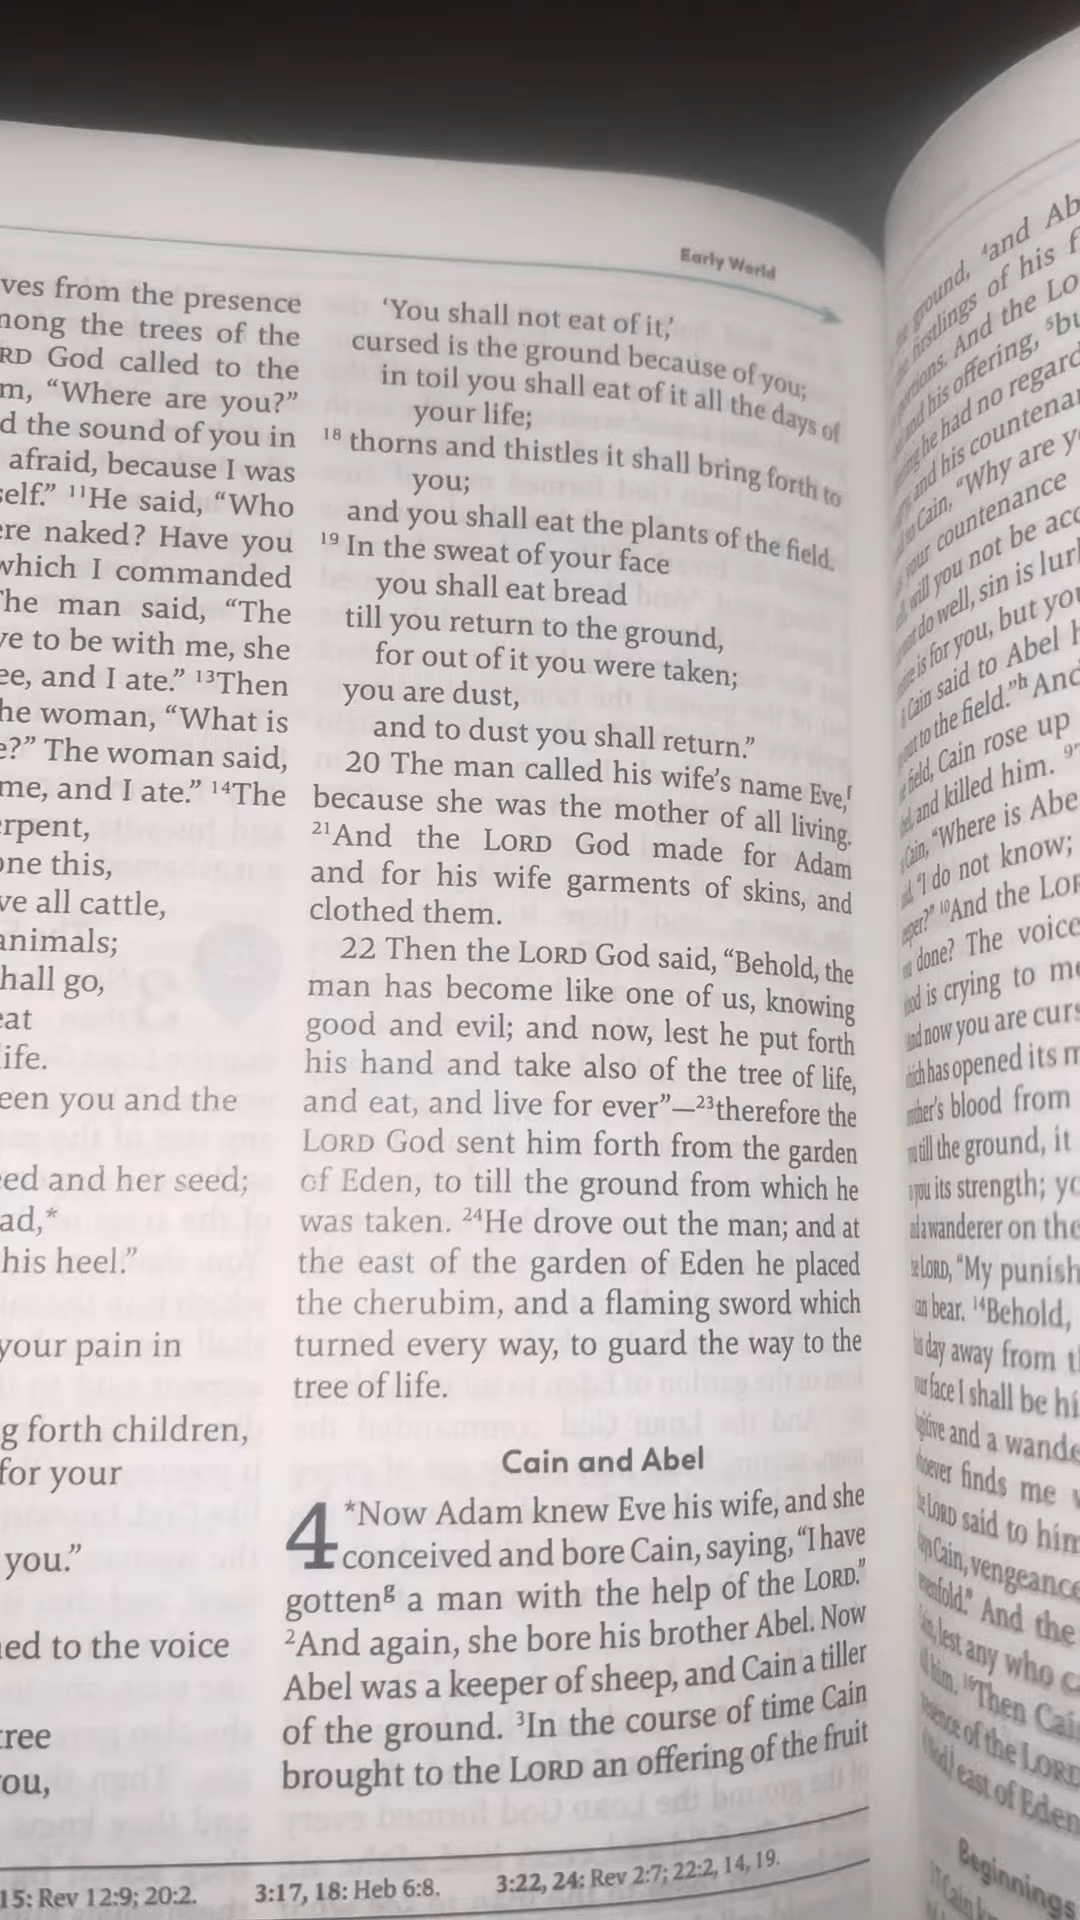 Early World
ves from the presence
mong the trees of the
RD God called to the
m, “Where are you?”
d the sound of you in
afraid, because I was
self.” ¹¹He said, “Who
ere naked? Have you
which I commanded
The man said, “The
ve to be with me, she
ee, and I ate.” ¹³Then
he woman, “What is
e?” The woman said,
me, and I ate.” ¹⁴The
erpent,
one this,
ve all cattle,
animals;
hall go,
eat
life.
een you and the
eed and her seed;
ad,*
his heel.”
your pain in
g forth children,
for your
you.”
ned to the voice
tree
ou,
‘You shall not eat of it,’
cursed is the ground because of you;
in toil you shall eat of it all the days of
your life;
¹⁸ thorns and thistles it shall bring forth to
you;
and you shall eat the plants of the field.
¹⁹ In the sweat of your face
you shall eat bread
till you return to the ground,
for out of it you were taken;
you are dust,
and to dust you shall return.”
20 The man called his wife’s name Eve,ᶠ
because she was the mother of all living.
²¹And the LORD God made for Adam
and for his wife garments of skins, and
clothed them.
22 Then the LORD God said, “Behold, the
man has become like one of us, knowing
good and evil; and now, lest he put forth
his hand and take also of the tree of life,
and eat, and live for ever”—²³therefore the
LORD God sent him forth from the garden
of Eden, to till the ground from which he
was taken. ²⁴He drove out the man; and at
the east of the garden of Eden he placed
the cherubim, and a flaming sword which
turned every way, to guard the way to the
tree of life.
Cain and Abel
4 *Now Adam knew Eve his wife, and she
conceived and bore Cain, saying, “I have
gottenᵍ a man with the help of the LORD.”
²And again, she bore his brother Abel. Now
Abel was a keeper of sheep, and Cain a tiller
of the ground. ³In the course of time Cain
brought to the LORD an offering of the fruit
15: Rev 12:9; 20:2. 3:17, 18: Heb 6:8. 3:22, 24: Rev 2:7; 22:2, 14, 19.
ground, ⁴and Ab
firstlings of his f
portions. And the Lo
and his offering, ⁵bu
he had no regard
and his countenan
to Cain, “Why are y
your countenance
will you not be acc
not do well, sin is lurk
is for you, but you
Cain said to Abel h
out to the field.”ʰ And
field, Cain rose up
and killed him. ⁹
Cain, “Where is Abe
“I do not know;
¹⁰And the LOR
done? The voice
is crying to me
and now you are curs
which has opened its m
blood from
till the ground, it
you its strength; yo
a wanderer on the
LORD, “My punish
bear. ¹⁴Behold,
day away from t
face I shall be hi
and a wande
finds me
LORD said to him
Cain, vengeance
And the
lest any who c
him. ¹⁶Then Cai
of the LORD
east of Eden
Beginnings